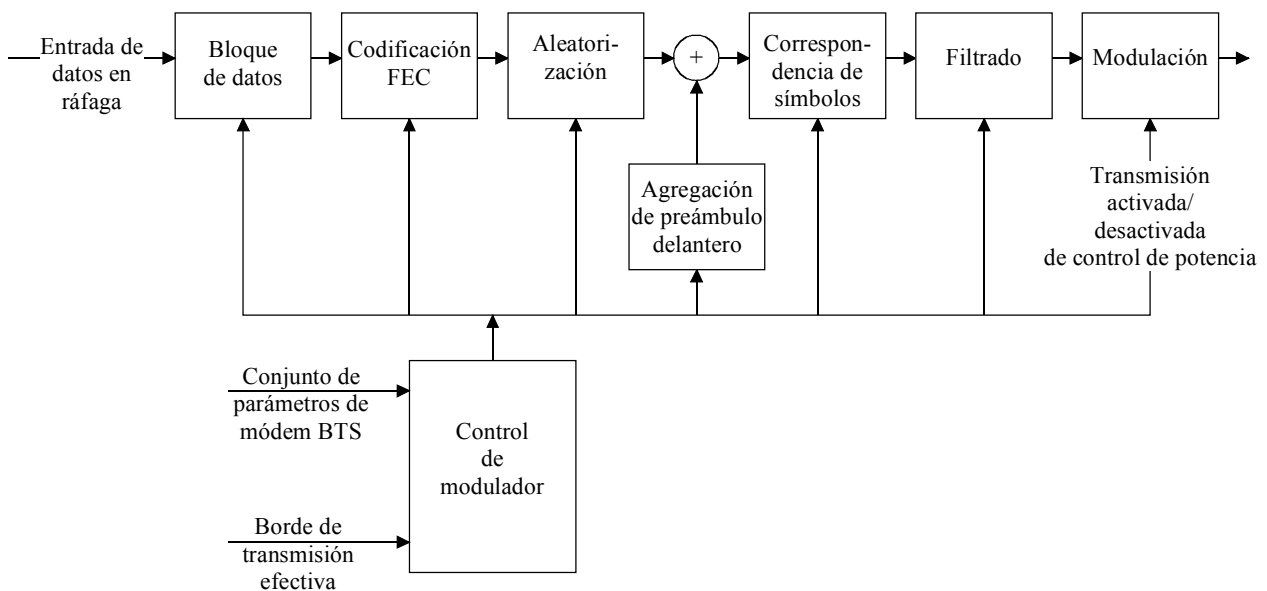 Entrada de
datos en
ráfaga
Bloque
de datos
Codificación
FEC
Aleatori-
zación
+
Correspon-
dencia de
símbolos
Filtrado
Modulación
Agregación
de preámbulo
delantero
Transmisión
activada/
desactivada
de control de potencia
Conjunto de
parámetros de
módem BTS
Control
de
modulador
Borde de
transmisión
efectiva